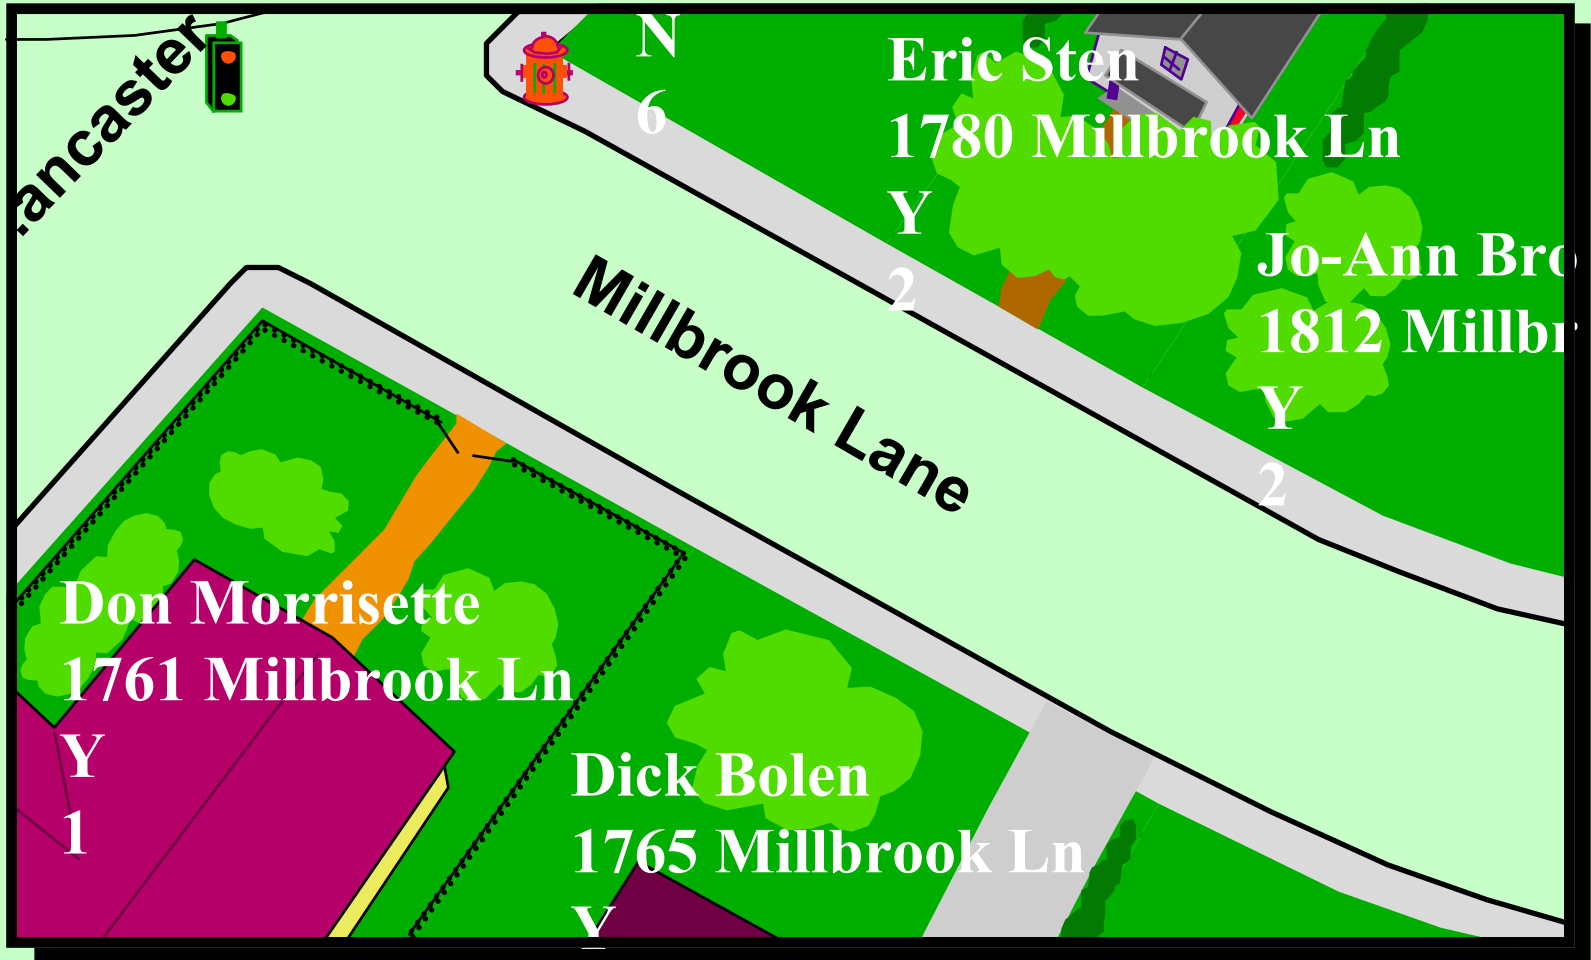 .ancaster
N
6
Eric Sten
1780 Millbrook Ln
Y
2
Jo-Ann Bro
1812 Millbr
Y
2
Millbrook Lane
Don Morrisette
1761 Millbrook Ln
Y
1
Dick Bolen
1765 Millbrook Ln
Y